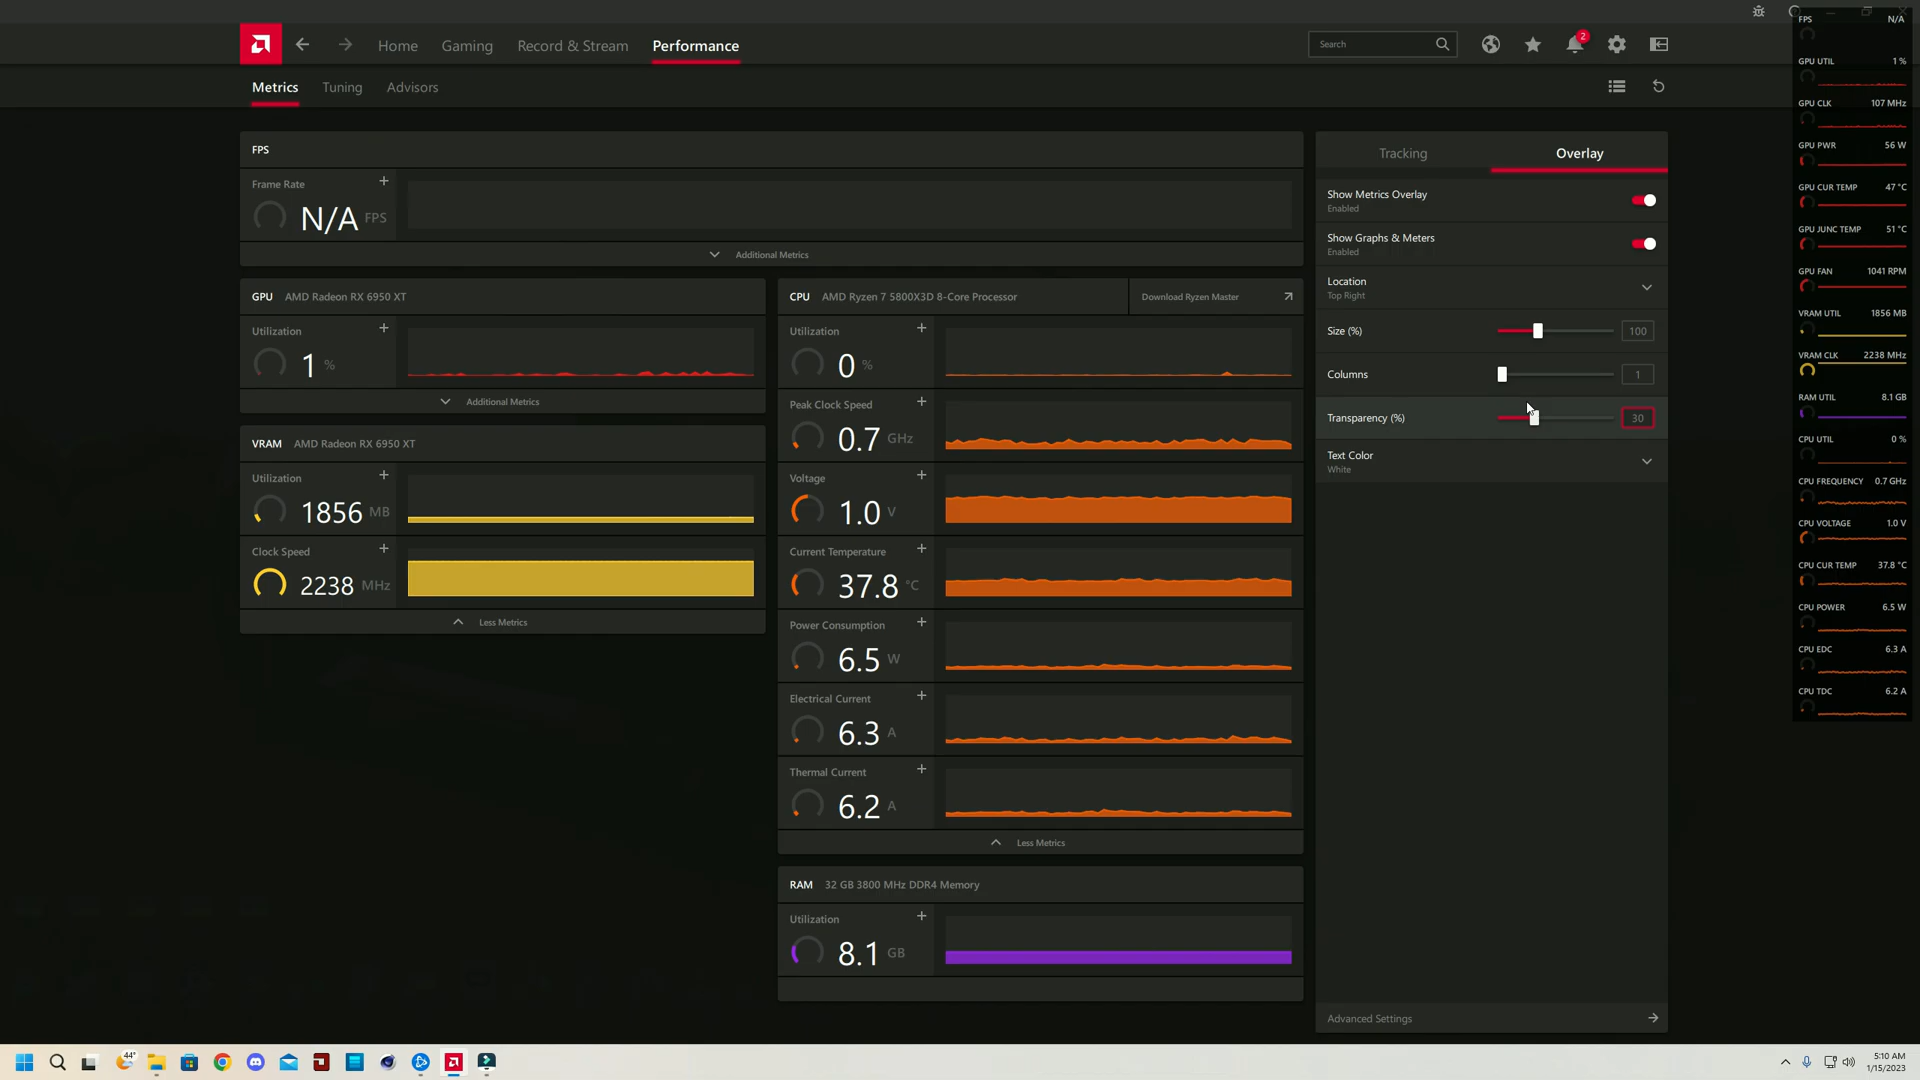 Home Gaming Record & Stream Performance
Search
2
Metrics Tuning Advisors
FPS
Frame Rate
N/A FPS
Additional Metrics
GPU AMD Radeon RX 6950 XT
Utilization
1 %
Additional Metrics
VRAM AMD Radeon RX 6950 XT
Utilization
1856 MB
Clock Speed
2238 MHz
Less Metrics
CPU AMD Ryzen 7 5800X3D 8-Core Processor
Download Ryzen Master
Utilization
0 %
Peak Clock Speed
0.7 GHz
Voltage
1.0 V
Current Temperature
37.8 °C
Power Consumption
6.5 W
Electrical Current
6.3 A
Thermal Current
6.2 A
Less Metrics
RAM 32 GB 3800 MHz DDR4 Memory
Utilization
8.1 GB
Tracking Overlay
Show Metrics Overlay
Enabled
Show Graphs & Meters
Enabled
Location
Top Right
Size (%) 100
Columns 1
Transparency (%) 30
Text Color
White
Advanced Settings
FPS N/A
GPU UTIL 1 %
GPU CLK 107 MHz
GPU PWR 56 W
GPU CUR TEMP 47 °C
GPU JUNC TEMP 51 °C
GPU FAN 1041 RPM
VRAM UTIL 1856 MB
VRAM CLK 2238 MHz
RAM UTIL 8.1 GB
CPU UTIL 0 %
CPU FREQUENCY 0.7 GHz
CPU VOLTAGE 1.0 V
CPU CUR TEMP 37.8 °C
CPU POWER 6.5 W
CPU EDC 6.3 A
CPU TDC 6.2 A
44°
5:10 AM
1/15/2023